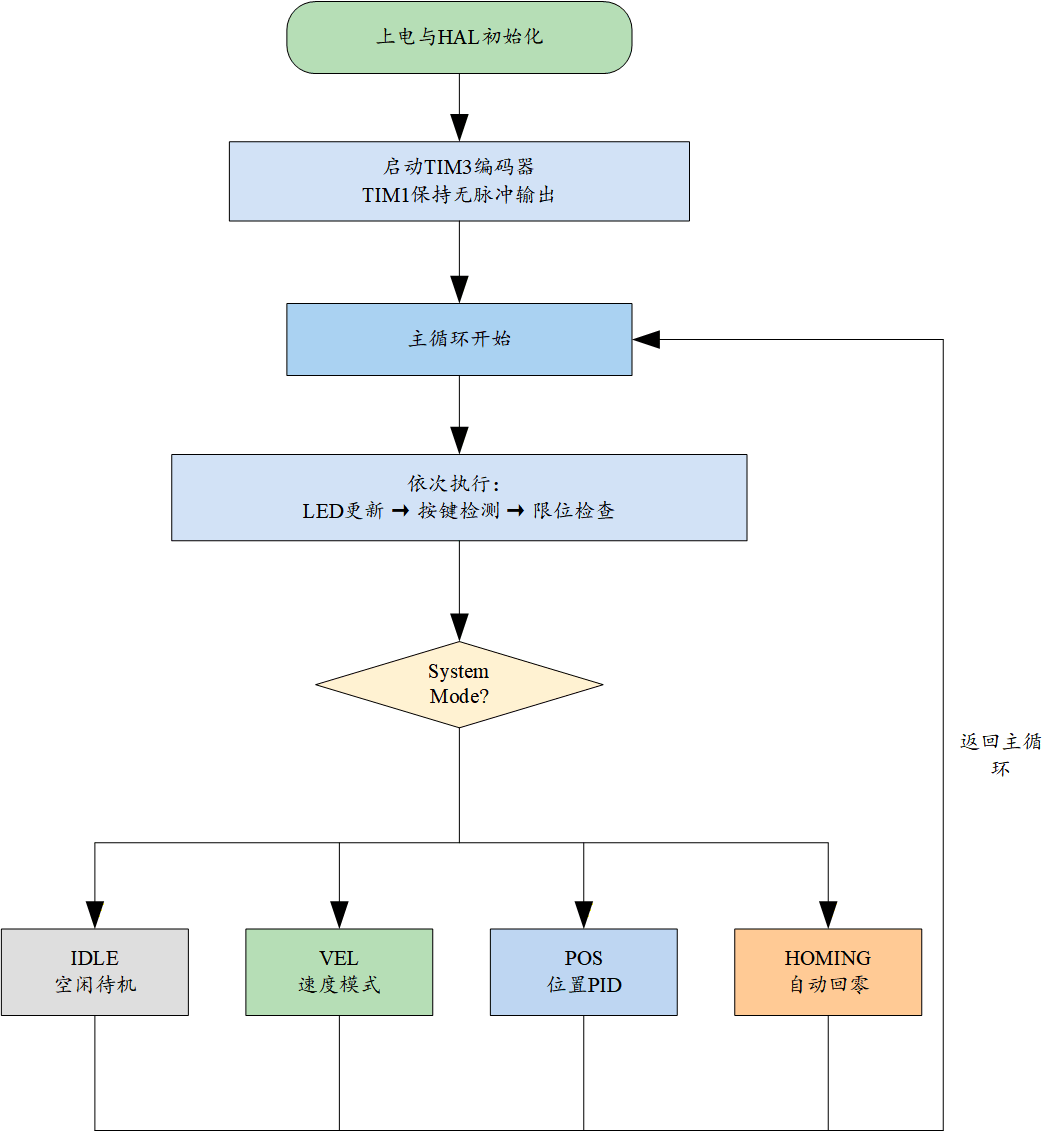 上电与HAL初始化
启动TIM3编码器
TIM1保持无脉冲输出
主循环开始
依次执行：
LED更新 → 按键检测 → 限位检查
System
Mode?
返回主循
环
IDLE
空闲待机
VEL
速度模式
POS
位置PID
HOMING
自动回零